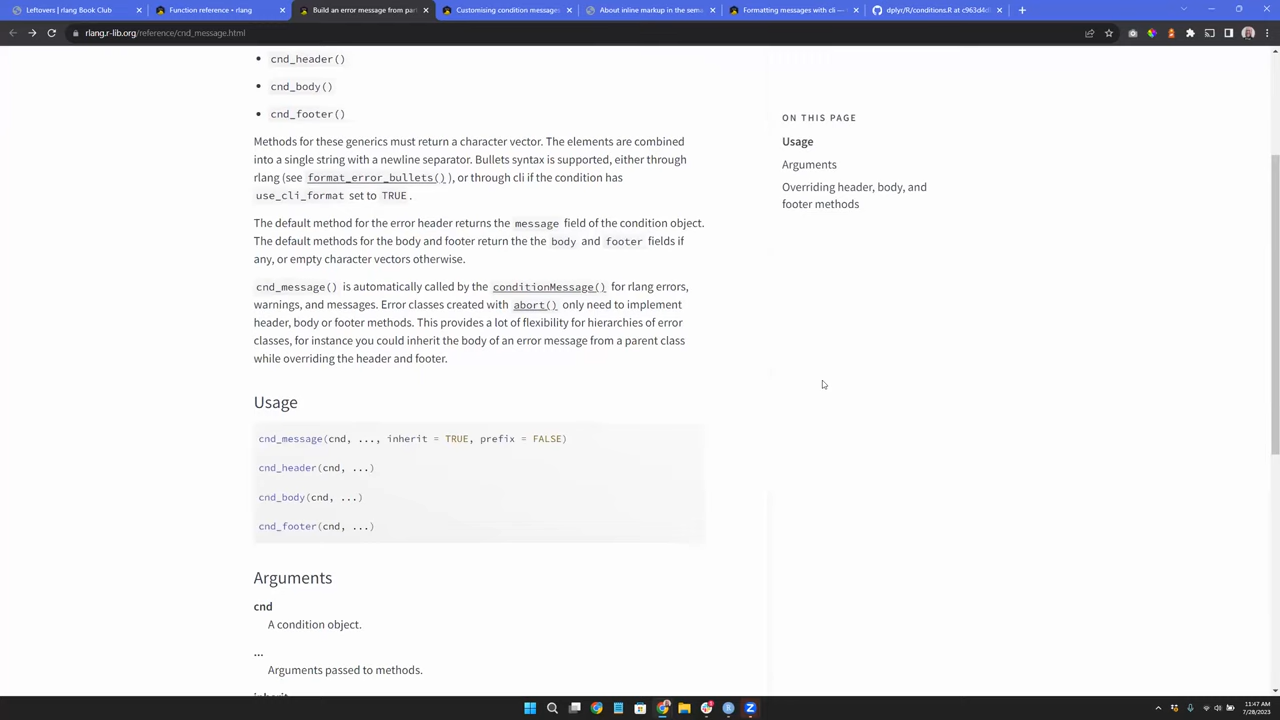 Leftovers | rlang Book Club
Function reference • rlang
Build an error message from par
Customising condition messages
About inline markup in the sema
Formatting messages with cli —
dplyr/R/conditions.R at c963d4d
rlang.r-lib.org/reference/cnd_message.html
cnd_header()
cnd_body()
cnd_footer()
Methods for these generics must return a character vector. The elements are combined
into a single string with a newline separator. Bullets syntax is supported, either through
rlang (see format_error_bullets()), or through cli if the condition has
use_cli_format set to TRUE.
The default method for the error header returns the message field of the condition object.
The default methods for the body and footer return the the body and footer fields if
any, or empty character vectors otherwise.
cnd_message() is automatically called by the conditionMessage() for rlang errors,
warnings, and messages. Error classes created with abort() only need to implement
header, body or footer methods. This provides a lot of flexibility for hierarchies of error
classes, for instance you could inherit the body of an error message from a parent class
while overriding the header and footer.
Usage
cnd_message(cnd, ..., inherit = TRUE, prefix = FALSE)
cnd_header(cnd, ...)
cnd_body(cnd, ...)
cnd_footer(cnd, ...)
Arguments
cnd
A condition object.
...
Arguments passed to methods.
inherit
ON THIS PAGE
Usage
Arguments
Overriding header, body, and
footer methods
11:47 AM
7/28/2023